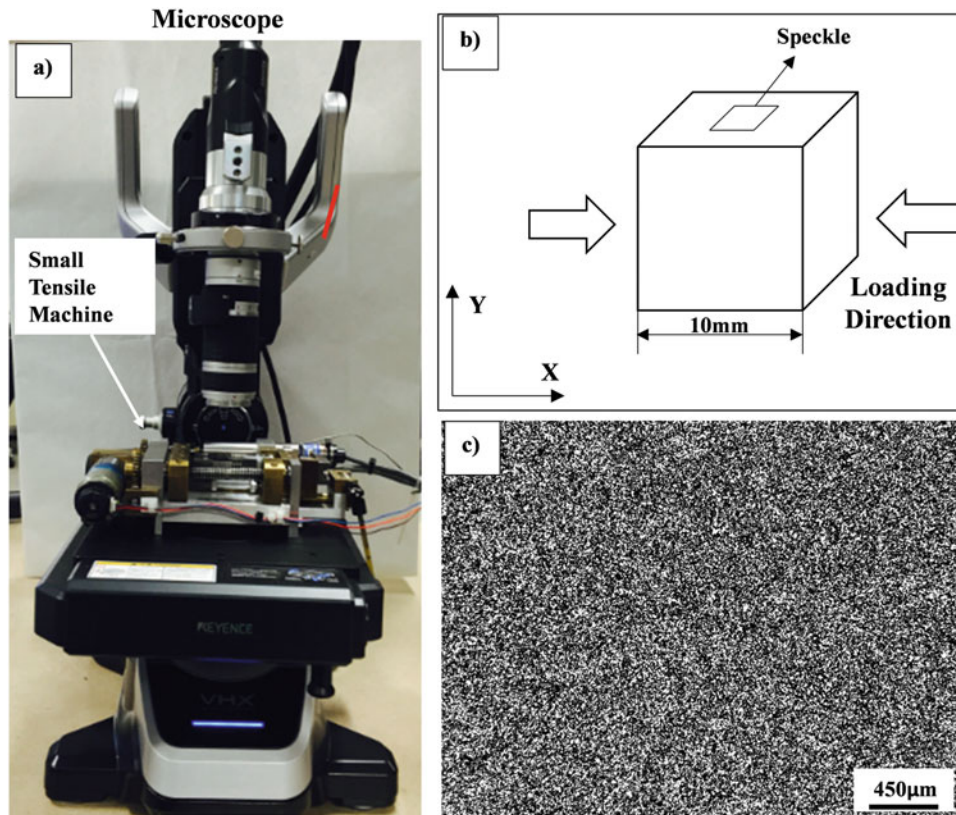 Microscope
a)
Small
Tensile
Machine
KEYENCE
VHX
b)
Speckle
Loading
Direction
Y
10mm
X
c)
450µm